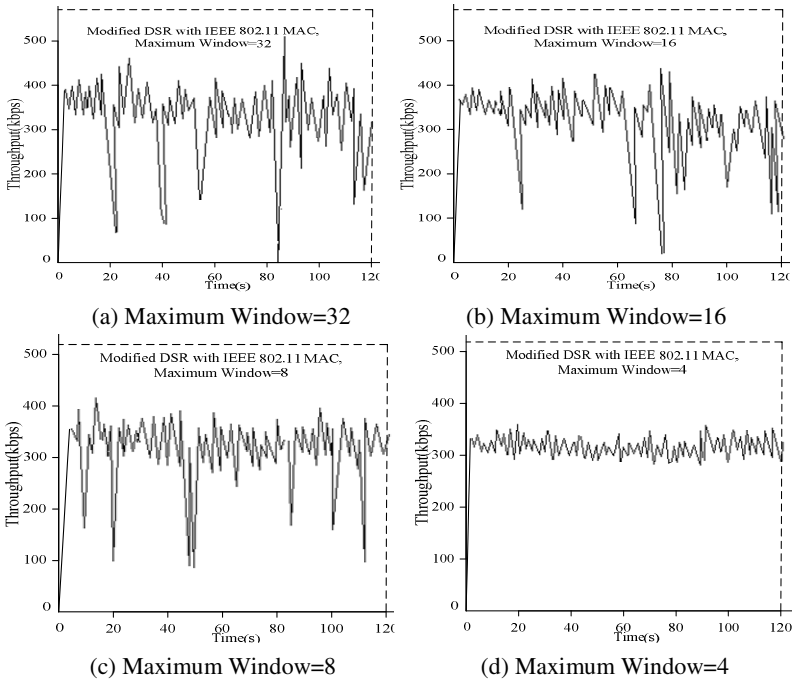 Modified DSR with IEEE 802.11 MAC,
Maximum Window=32
Throughput(kbps)
500
400
300
200
100
0
0 20 40 60 80 100 120
Time(s)
(a) Maximum Window=32
Modified DSR with IEEE 802.11 MAC,
Maximum Window=16
Throughput(kbps)
500
400
300
200
100
0
0 20 40 60 80 100 120
Time(s)
(b) Maximum Window=16
Modified DSR with IEEE 802.11 MAC,
Maximum Window=8
Throughput(kbps)
500
400
300
200
100
0
0 20 40 60 80 100 120
Time(s)
(c) Maximum Window=8
Modified DSR with IEEE 802.11 MAC,
Maximum Window=4
Throughput(kbps)
500
400
300
200
100
0
0 20 40 60 80 100 120
Time(s)
(d) Maximum Window=4